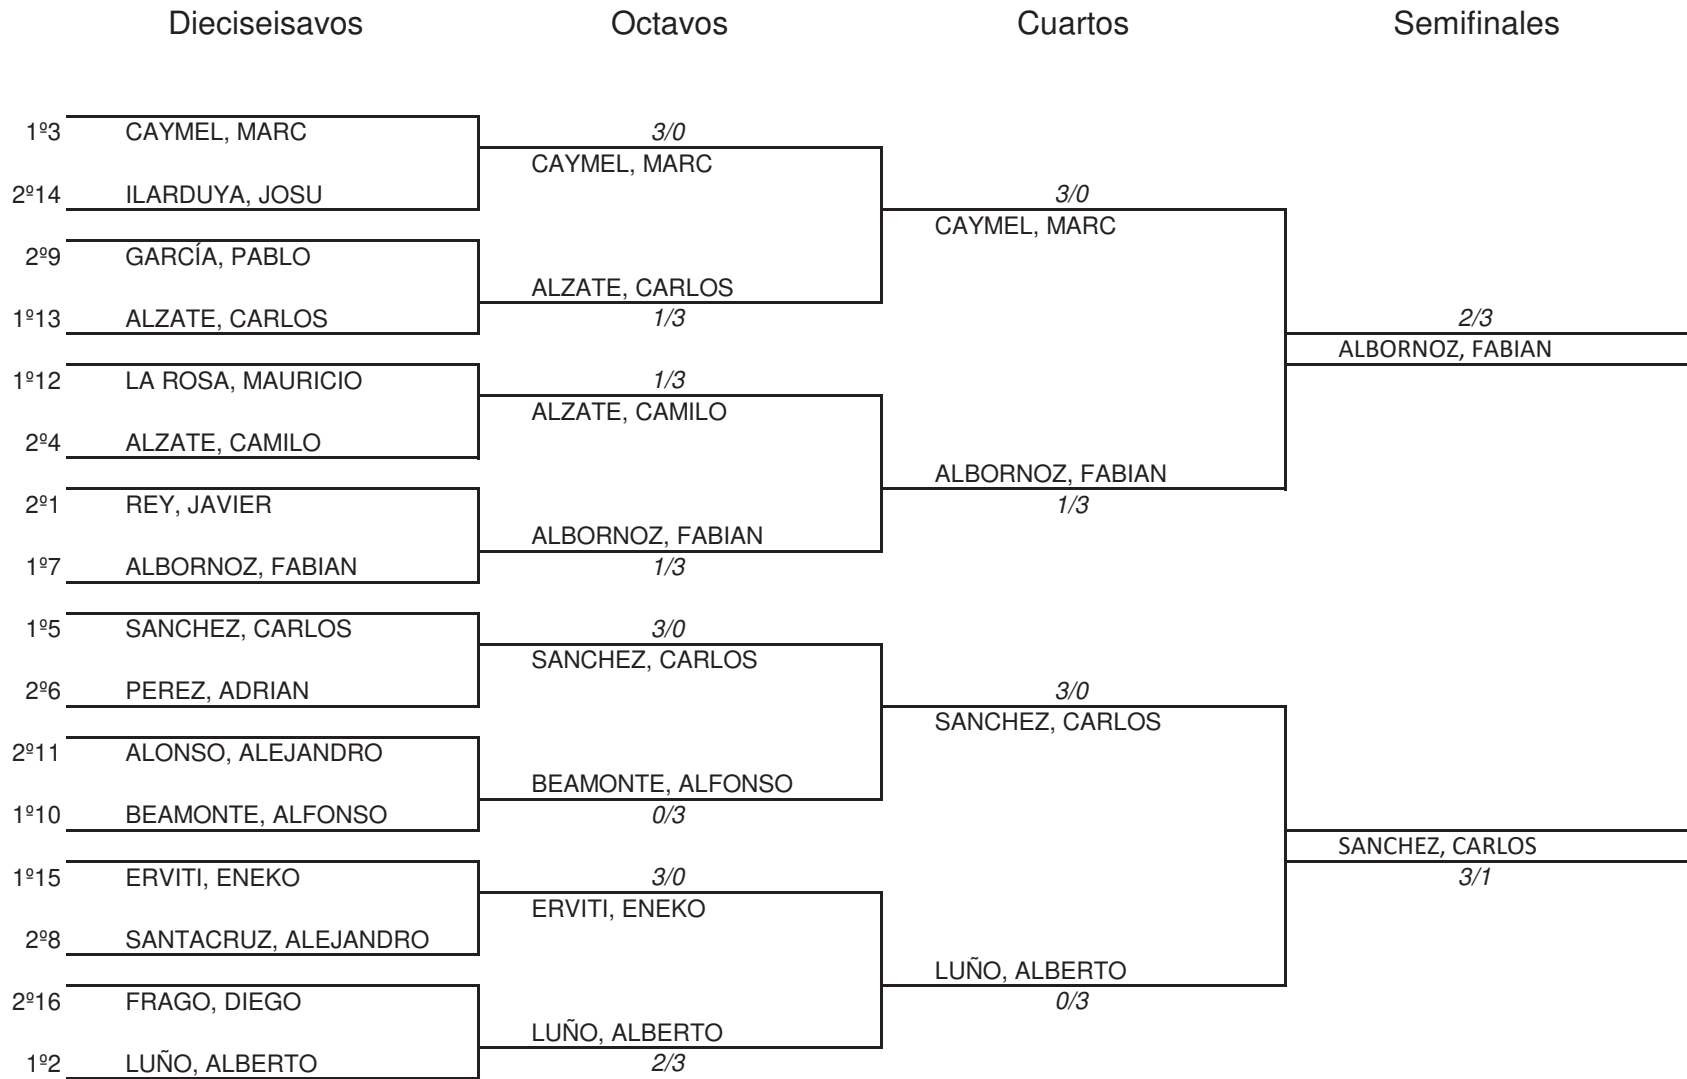 Dieciseisavos Octavos Cuartos Semifinales
1º3 CAYMEL, MARC 3/0
CAYMEL, MARC
2º14 ILARDUYA, JOSU 3/0
CAYMEL, MARC
2º9 GARCÍA, PABLO
ALZATE, CARLOS
1º13 ALZATE, CARLOS 1/3 2/3
ALBORNOZ, FABIAN
1º12 LA ROSA, MAURICIO 1/3
ALZATE, CAMILO
2º4 ALZATE, CAMILO
ALBORNOZ, FABIAN
2º1 REY, JAVIER 1/3
ALBORNOZ, FABIAN
1º7 ALBORNOZ, FABIAN 1/3
1º5 SANCHEZ, CARLOS 3/0
SANCHEZ, CARLOS
2º6 PEREZ, ADRIAN 3/0
SANCHEZ, CARLOS
2º11 ALONSO, ALEJANDRO
BEAMONTE, ALFONSO
1º10 BEAMONTE, ALFONSO 0/3
SANCHEZ, CARLOS
1º15 ERVITI, ENEKO 3/0 3/1
ERVITI, ENEKO
2º8 SANTACRUZ, ALEJANDRO
LUÑO, ALBERTO
2º16 FRAGO, DIEGO 0/3
LUÑO, ALBERTO
1º2 LUÑO, ALBERTO 2/3